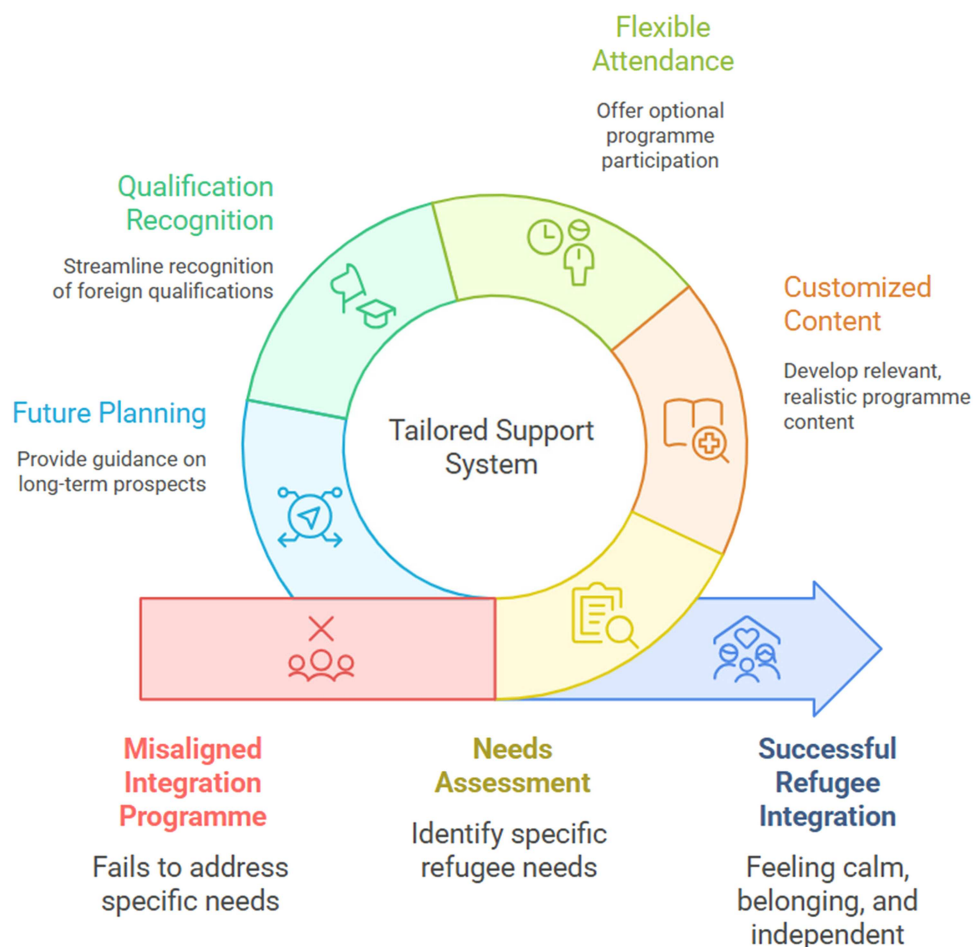 Flexible
Attendance
Offer optional
programme
participation
Qualification
Recognition
Streamline recognition
of foreign qualifications
Customized
Content
Develop relevant,
realistic programme
content
Future Planning
Provide guidance on
long-term prospects
Tailored Support
System
Misaligned
Integration
Programme
Fails to address
specific needs
Needs
Assessment
Identify specific
refugee needs
Successful
Refugee
Integration
Feeling calm,
belonging, and
independent